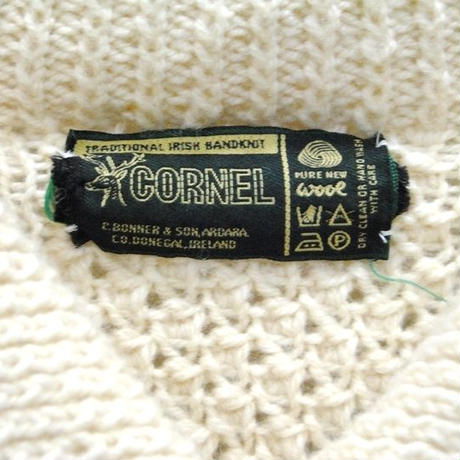 TRADITIONAL IRISH HANDKNIT
CORNEL
C. BONNER & SON, ARDARA,
CO. DONEGAL, IRELAND
PURE NEW
WOOL
P
DRY CLEAN OR HAND WASH
WITH CARE